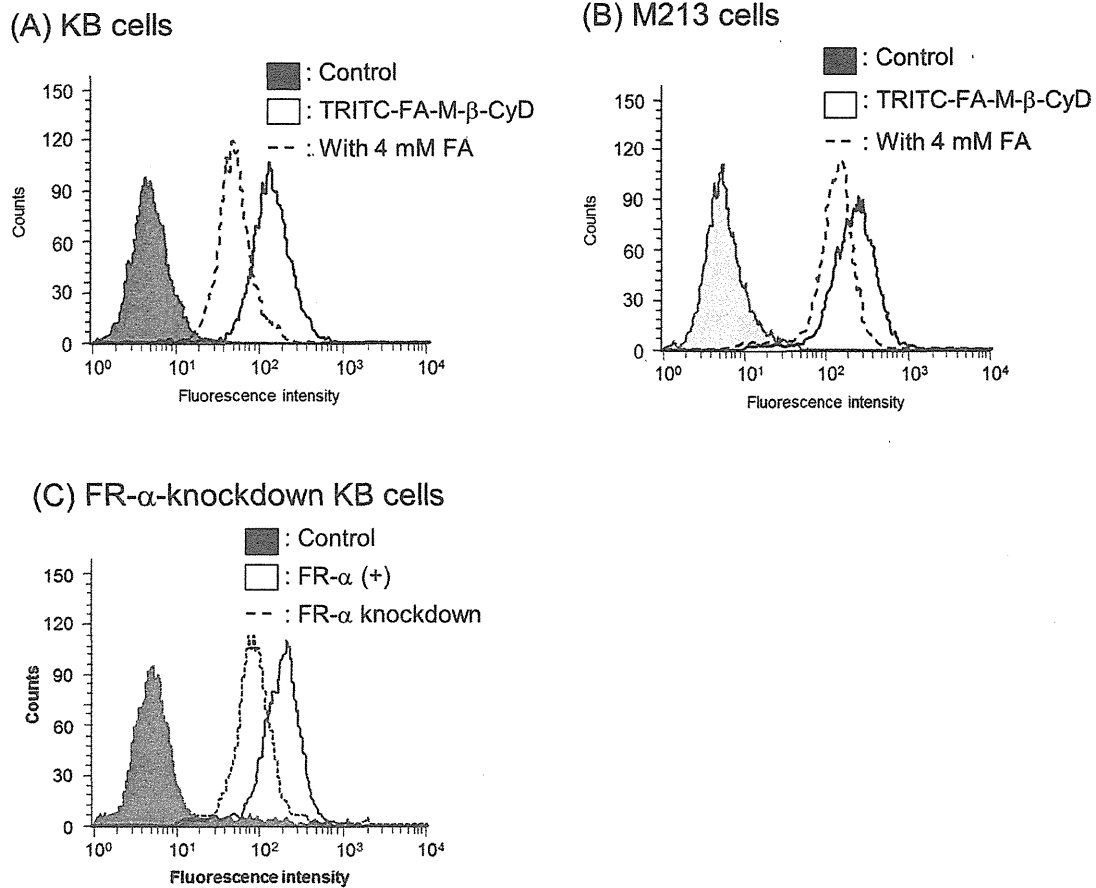 (A) KB cells
: Control
: TRITC-FA-M-β-CyD
: With 4 mM FA
150
120
90
60
30
0
Counts
10⁰ 10¹ 10² 10³ 10⁴
Fluorescence intensity
(B) M213 cells
: Control
: TRITC-FA-M-β-CyD
: With 4 mM FA
150
120
90
60
30
0
Counts
10⁰ 10¹ 10² 10³ 10⁴
Fluorescence intensity
(C) FR-α-knockdown KB cells
: Control
: FR-α (+)
: FR-α knockdown
150
120
90
60
30
0
Counts
10⁰ 10¹ 10² 10³ 10⁴
Fluorescence intensity